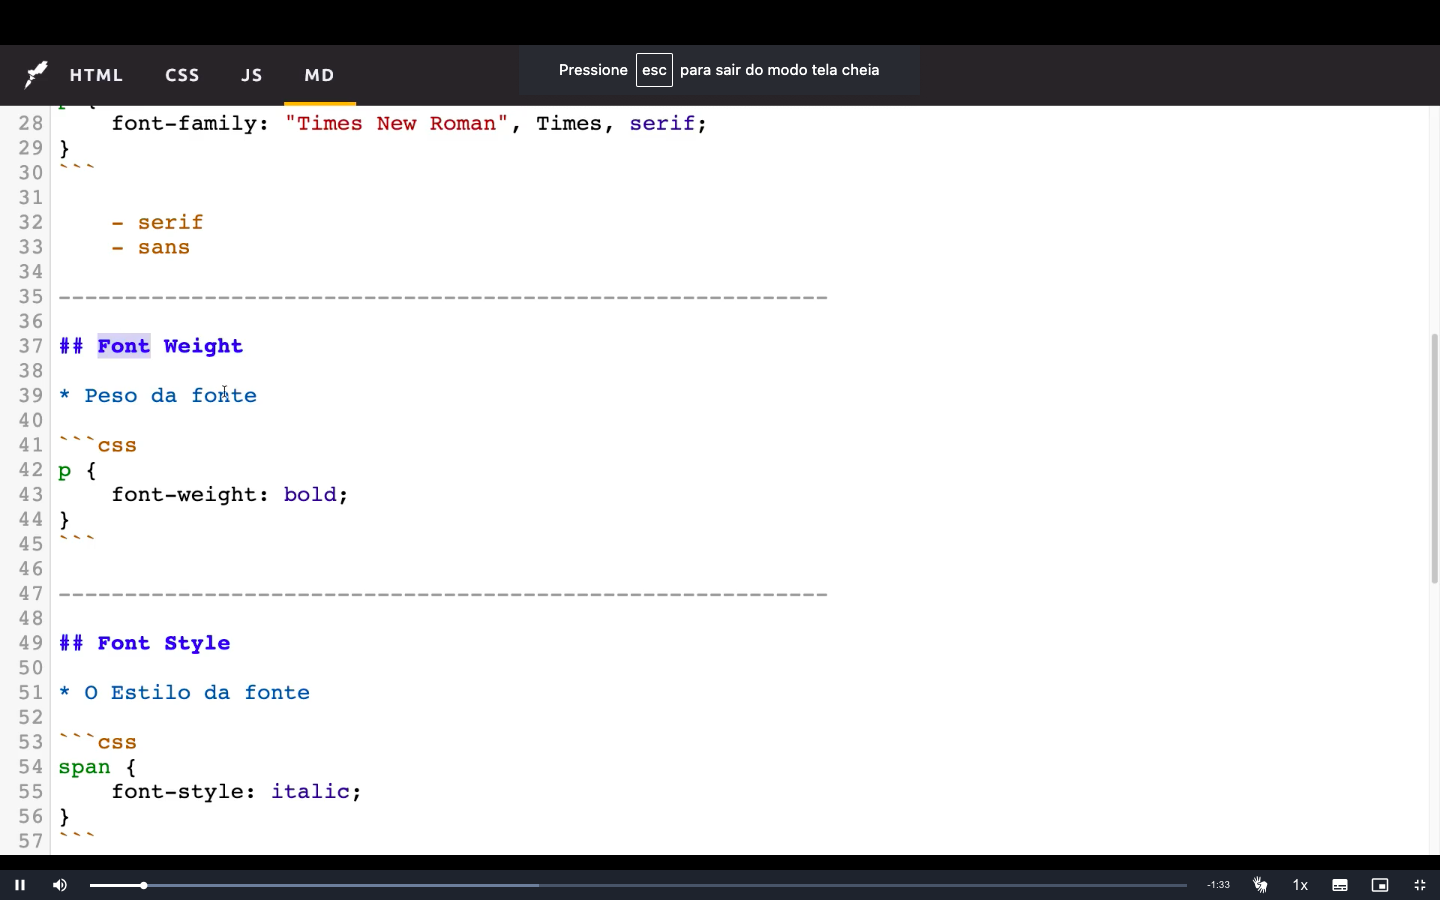 HTML CSS JS MD
Pressione esc para sair do modo tela cheia
28 font-family: "Times New Roman", Times, serif;
29 }
30 ```
31
32 - serif
33 - sans
34
35 ----------------------------------------------------------
36
37 ## Font Weight
38
39 * Peso da fonte
40
41 ```css
42 p {
43 font-weight: bold;
44 }
45 ```
46
47 ----------------------------------------------------------
48
49 ## Font Style
50
51 * O Estilo da fonte
52
53 ```css
54 span {
55 font-style: italic;
56 }
57 ```
-1:33 1x